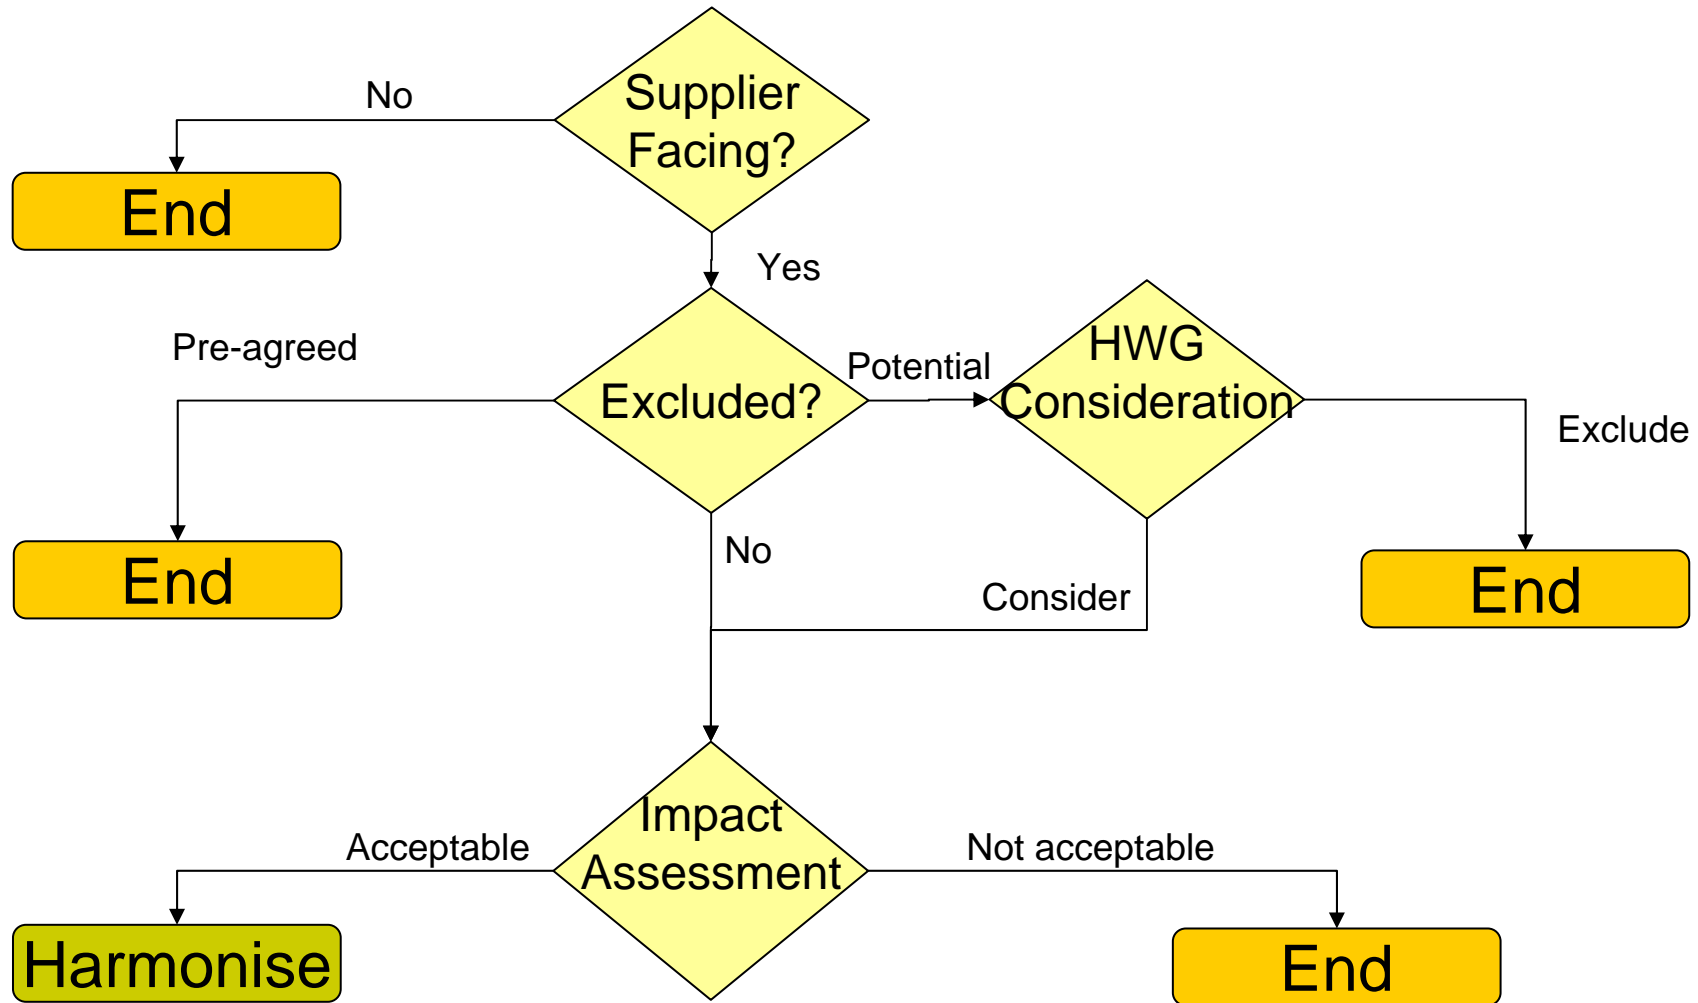 No
Supplier
Facing?
End
Yes
Pre-agreed
Excluded?
Potential
HWG
Consideration
Exclude
End
No
Consider
End
Impact
Assessment
Acceptable
Not acceptable
Harmonise
End